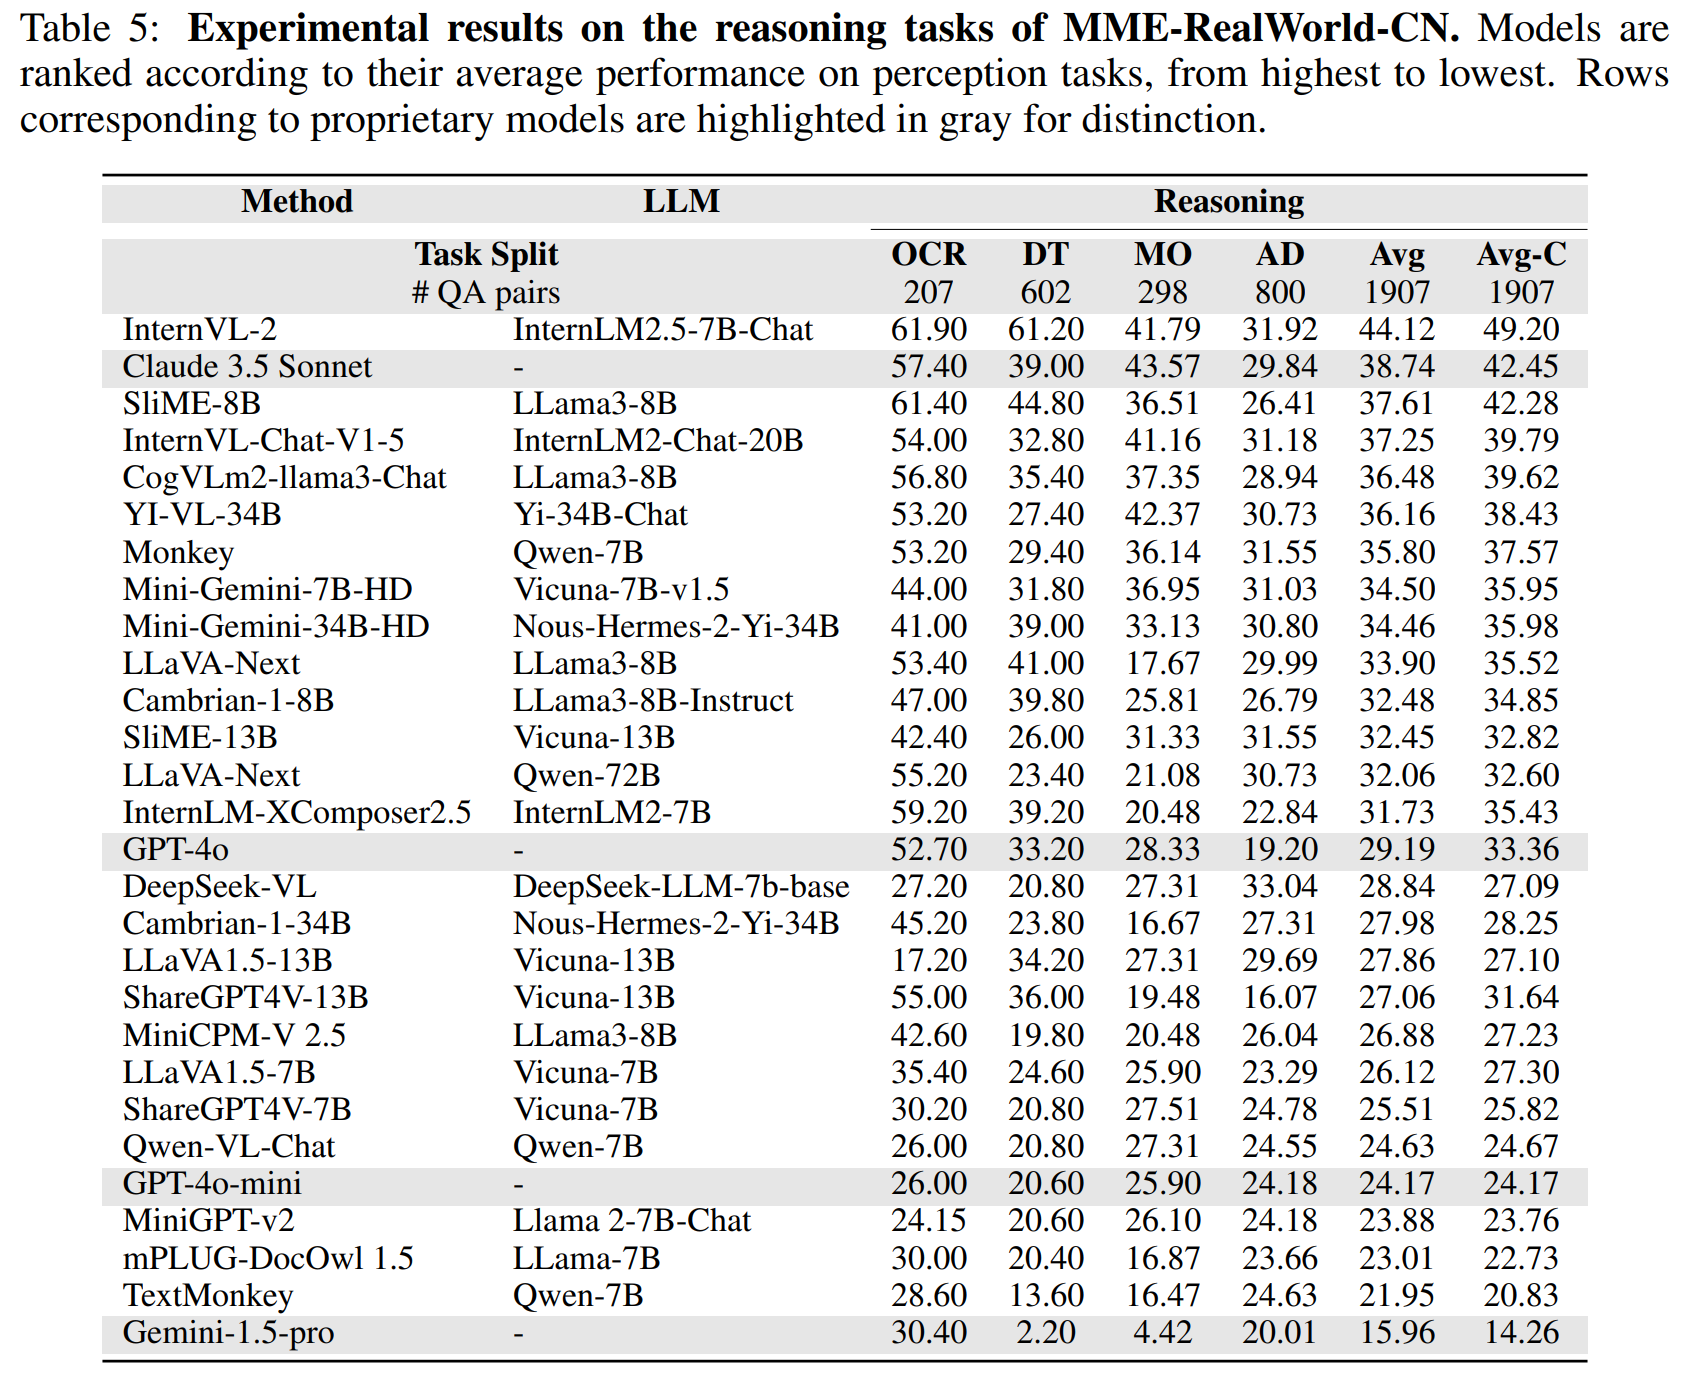 Table 5: Experimental results on the reasoning tasks of MME-RealWorld-CN. Models are
ranked according to their average performance on perception tasks, from highest to lowest. Rows
corresponding to proprietary models are highlighted in gray for distinction.
Method LLM Reasoning
Task Split OCR DT MO AD Avg Avg-C
# QA pairs 207 602 298 800 1907 1907
InternVL-2 InternLM2.5-7B-Chat 61.90 61.20 41.79 31.92 44.12 49.20
Claude 3.5 Sonnet - 57.40 39.00 43.57 29.84 38.74 42.45
SliME-8B LLama3-8B 61.40 44.80 36.51 26.41 37.61 42.28
InternVL-Chat-V1-5 InternLM2-Chat-20B 54.00 32.80 41.16 31.18 37.25 39.79
CogVLm2-llama3-Chat LLama3-8B 56.80 35.40 37.35 28.94 36.48 39.62
YI-VL-34B Yi-34B-Chat 53.20 27.40 42.37 30.73 36.16 38.43
Monkey Qwen-7B 53.20 29.40 36.14 31.55 35.80 37.57
Mini-Gemini-7B-HD Vicuna-7B-v1.5 44.00 31.80 36.95 31.03 34.50 35.95
Mini-Gemini-34B-HD Nous-Hermes-2-Yi-34B 41.00 39.00 33.13 30.80 34.46 35.98
LLaVA-Next LLama3-8B 53.40 41.00 17.67 29.99 33.90 35.52
Cambrian-1-8B LLama3-8B-Instruct 47.00 39.80 25.81 26.79 32.48 34.85
SliME-13B Vicuna-13B 42.40 26.00 31.33 31.55 32.45 32.82
LLaVA-Next Qwen-72B 55.20 23.40 21.08 30.73 32.06 32.60
InternLM-XComposer2.5 InternLM2-7B 59.20 39.20 20.48 22.84 31.73 35.43
GPT-4o - 52.70 33.20 28.33 19.20 29.19 33.36
DeepSeek-VL DeepSeek-LLM-7b-base 27.20 20.80 27.31 33.04 28.84 27.09
Cambrian-1-34B Nous-Hermes-2-Yi-34B 45.20 23.80 16.67 27.31 27.98 28.25
LLaVA1.5-13B Vicuna-13B 17.20 34.20 27.31 29.69 27.86 27.10
ShareGPT4V-13B Vicuna-13B 55.00 36.00 19.48 16.07 27.06 31.64
MiniCPM-V 2.5 LLama3-8B 42.60 19.80 20.48 26.04 26.88 27.23
LLaVA1.5-7B Vicuna-7B 35.40 24.60 25.90 23.29 26.12 27.30
ShareGPT4V-7B Vicuna-7B 30.20 20.80 27.51 24.78 25.51 25.82
Qwen-VL-Chat Qwen-7B 26.00 20.80 27.31 24.55 24.63 24.67
GPT-4o-mini - 26.00 20.60 25.90 24.18 24.17 24.17
MiniGPT-v2 Llama 2-7B-Chat 24.15 20.60 26.10 24.18 23.88 23.76
mPLUG-DocOwl 1.5 LLama-7B 30.00 20.40 16.87 23.66 23.01 22.73
TextMonkey Qwen-7B 28.60 13.60 16.47 24.63 21.95 20.83
Gemini-1.5-pro - 30.40 2.20 4.42 20.01 15.96 14.26